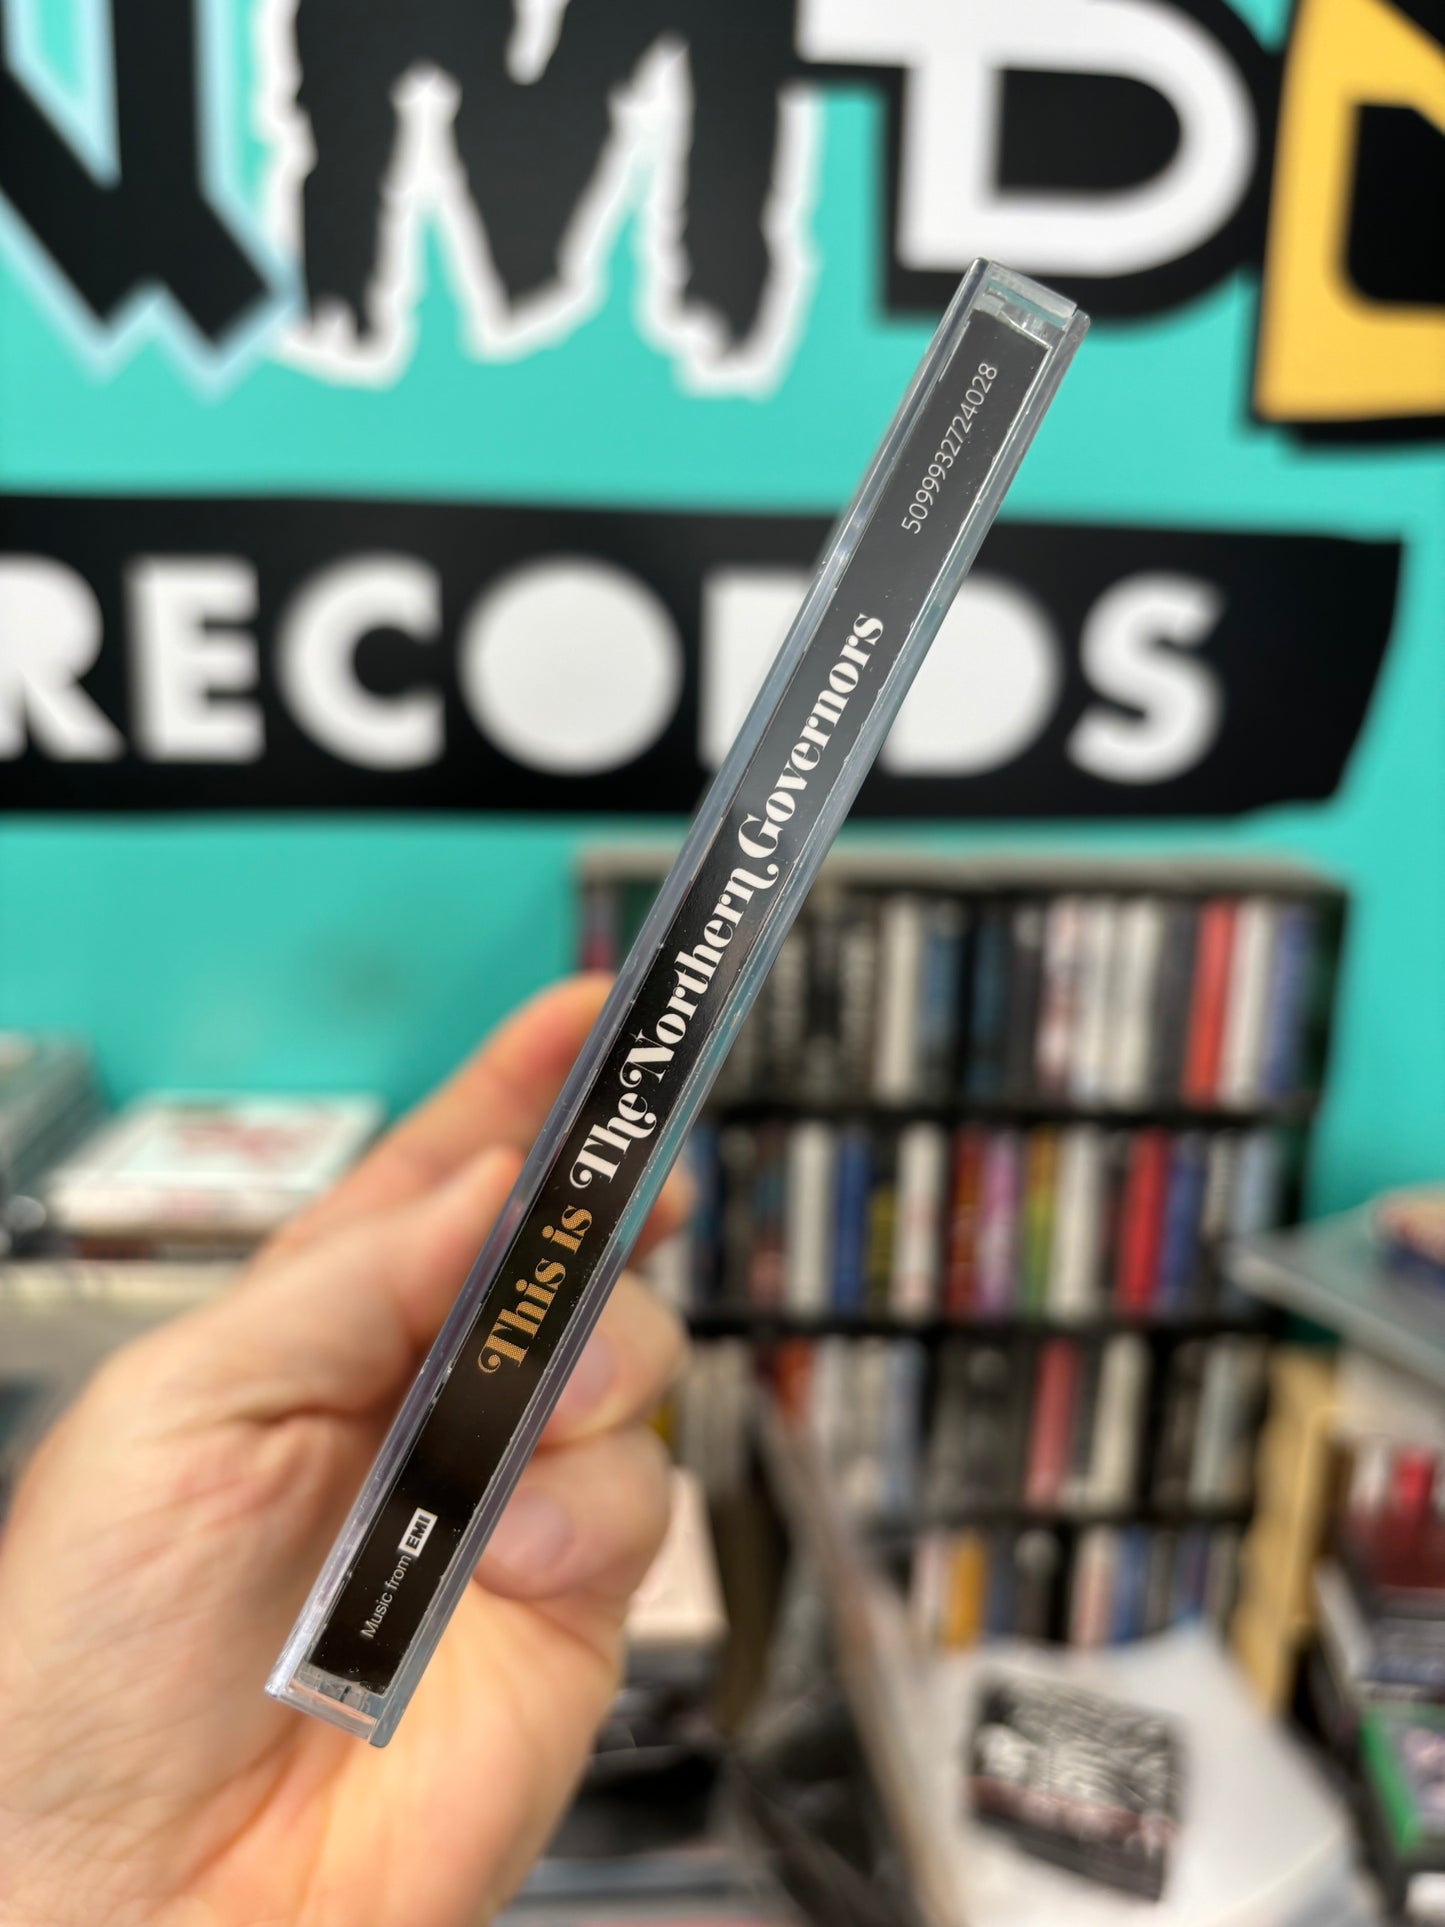 RECORDS
Music from EMI
This is The Northern Governors
5099932724028